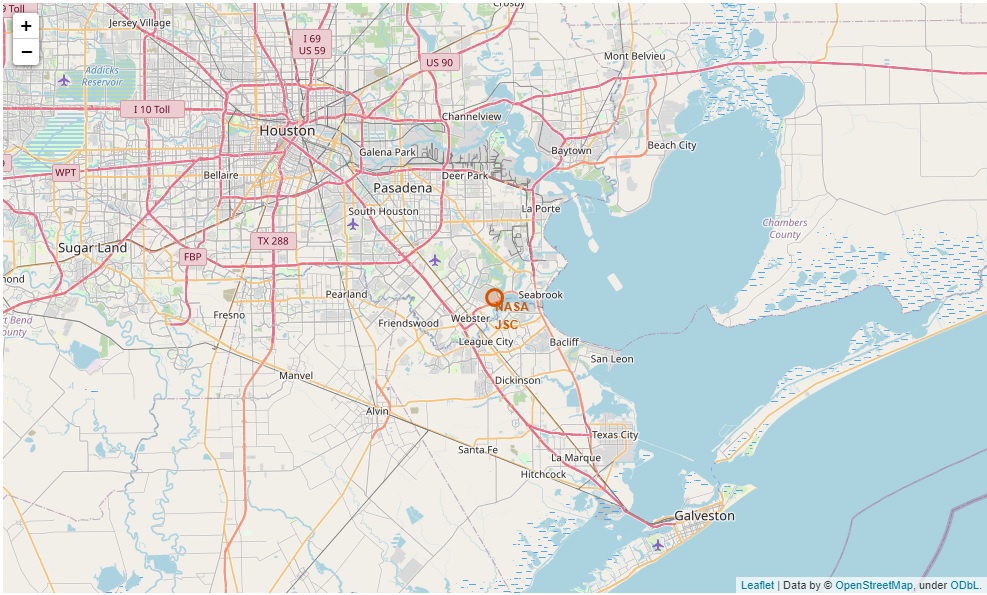 9 Toll
+
−
Jersey Village
Crosby
I 69
US 59
US 90
Mont Belvieu
Addicks
Reservoir
I 10 Toll
Channelview
Houston
Galena Park
Baytown
Beach City
WPT
Bellaire
Deer Park
Pasadena
South Houston
La Porte
Chambers
County
Sugar Land
TX 288
FBP
mond
Pearland
Seabrook
NASA
JSC
Fresno
Webster
Friendswood
rt Bend
ounty
League City
Bacliff
San Leon
Manvel
Dickinson
Alvin
Texas City
Santa Fe
La Marque
Hitchcock
Galveston
Leaflet | Data by © OpenStreetMap, under ODbL.